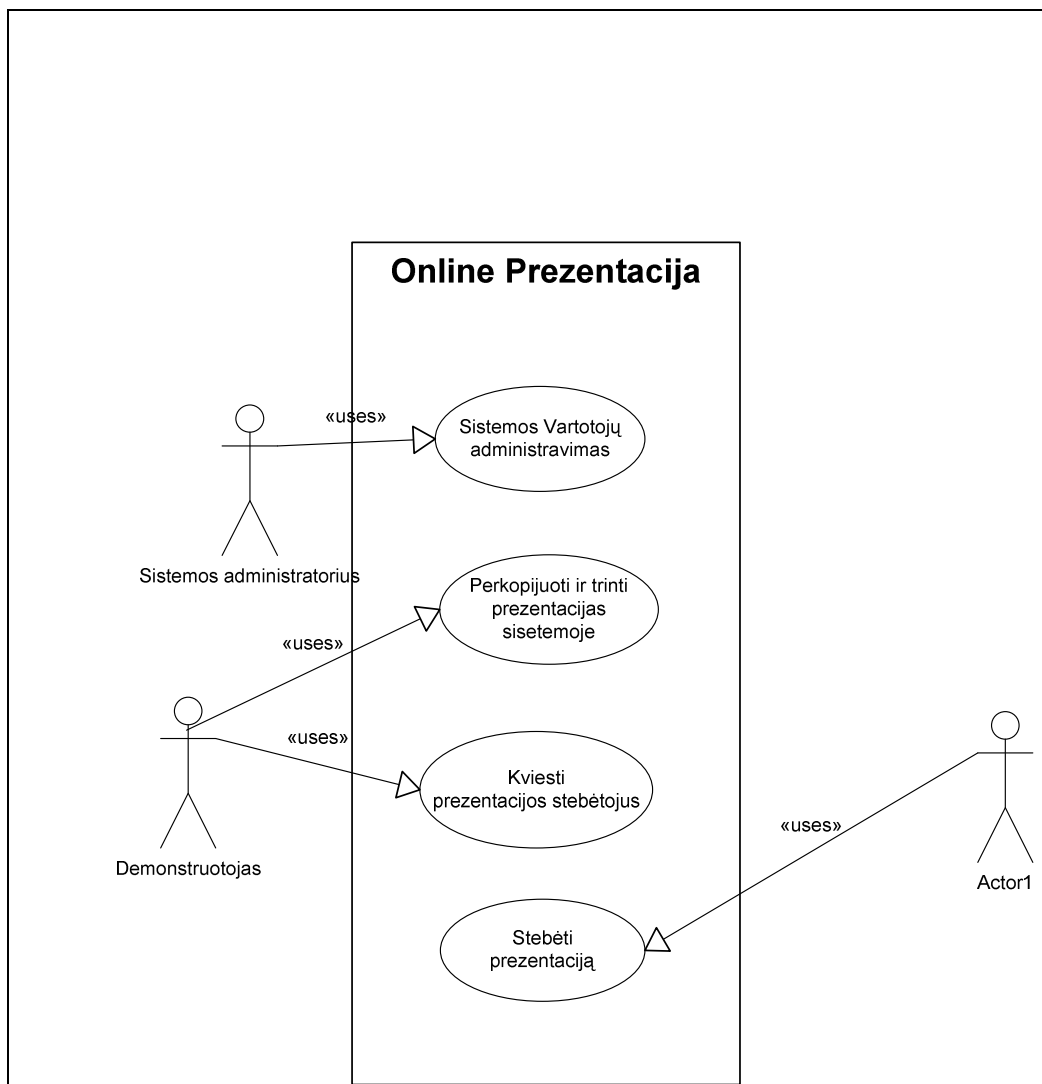 Online Prezentacija
«uses»
Sistemos Vartotojų
administravimas
Sistemos administratorius
Perkopijuoti ir trinti
prezentacijas
sisetemoje
«uses»
«uses»
Kviesti
prezentacijos stebėtojus
«uses»
Demonstruotojas
Actor1
Stebėti
prezentaciją